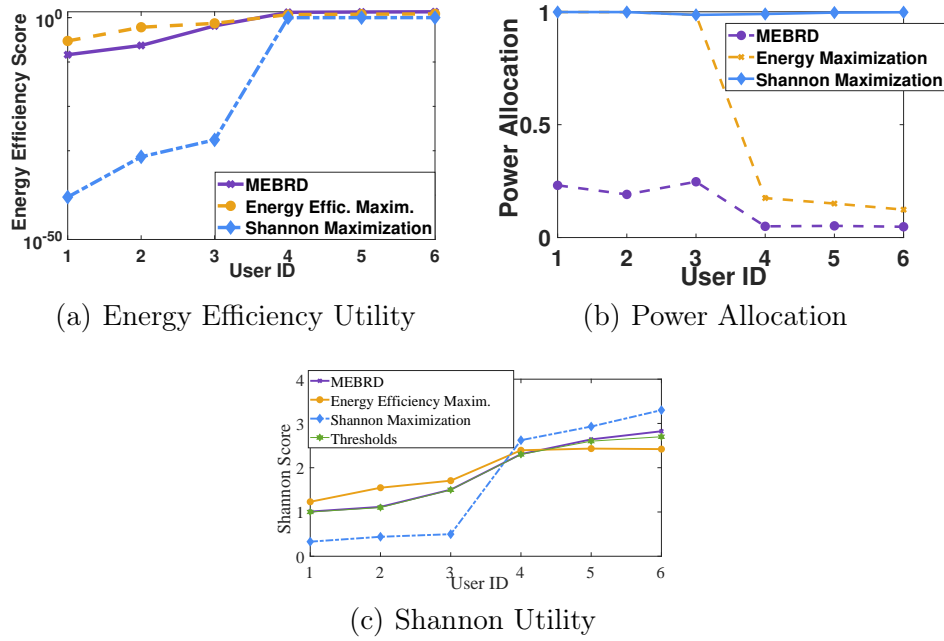 Energy Efficiency Score
10^0
10^-50
MEBRD
Energy Effic. Maxim.
Shannon Maximization
1 2 3 4 5 6
User ID
(a) Energy Efficiency Utility
Power Allocation
1
0.5
0
MEBRD
Energy Maximization
Shannon Maximization
1 2 3 4 5 6
User ID
(b) Power Allocation
Shannon Score
4
3
2
1
0
MEBRD
Energy Efficiency Maxim.
Shannon Maximization
Thresholds
1 2 3 4 5 6
User ID
(c) Shannon Utility